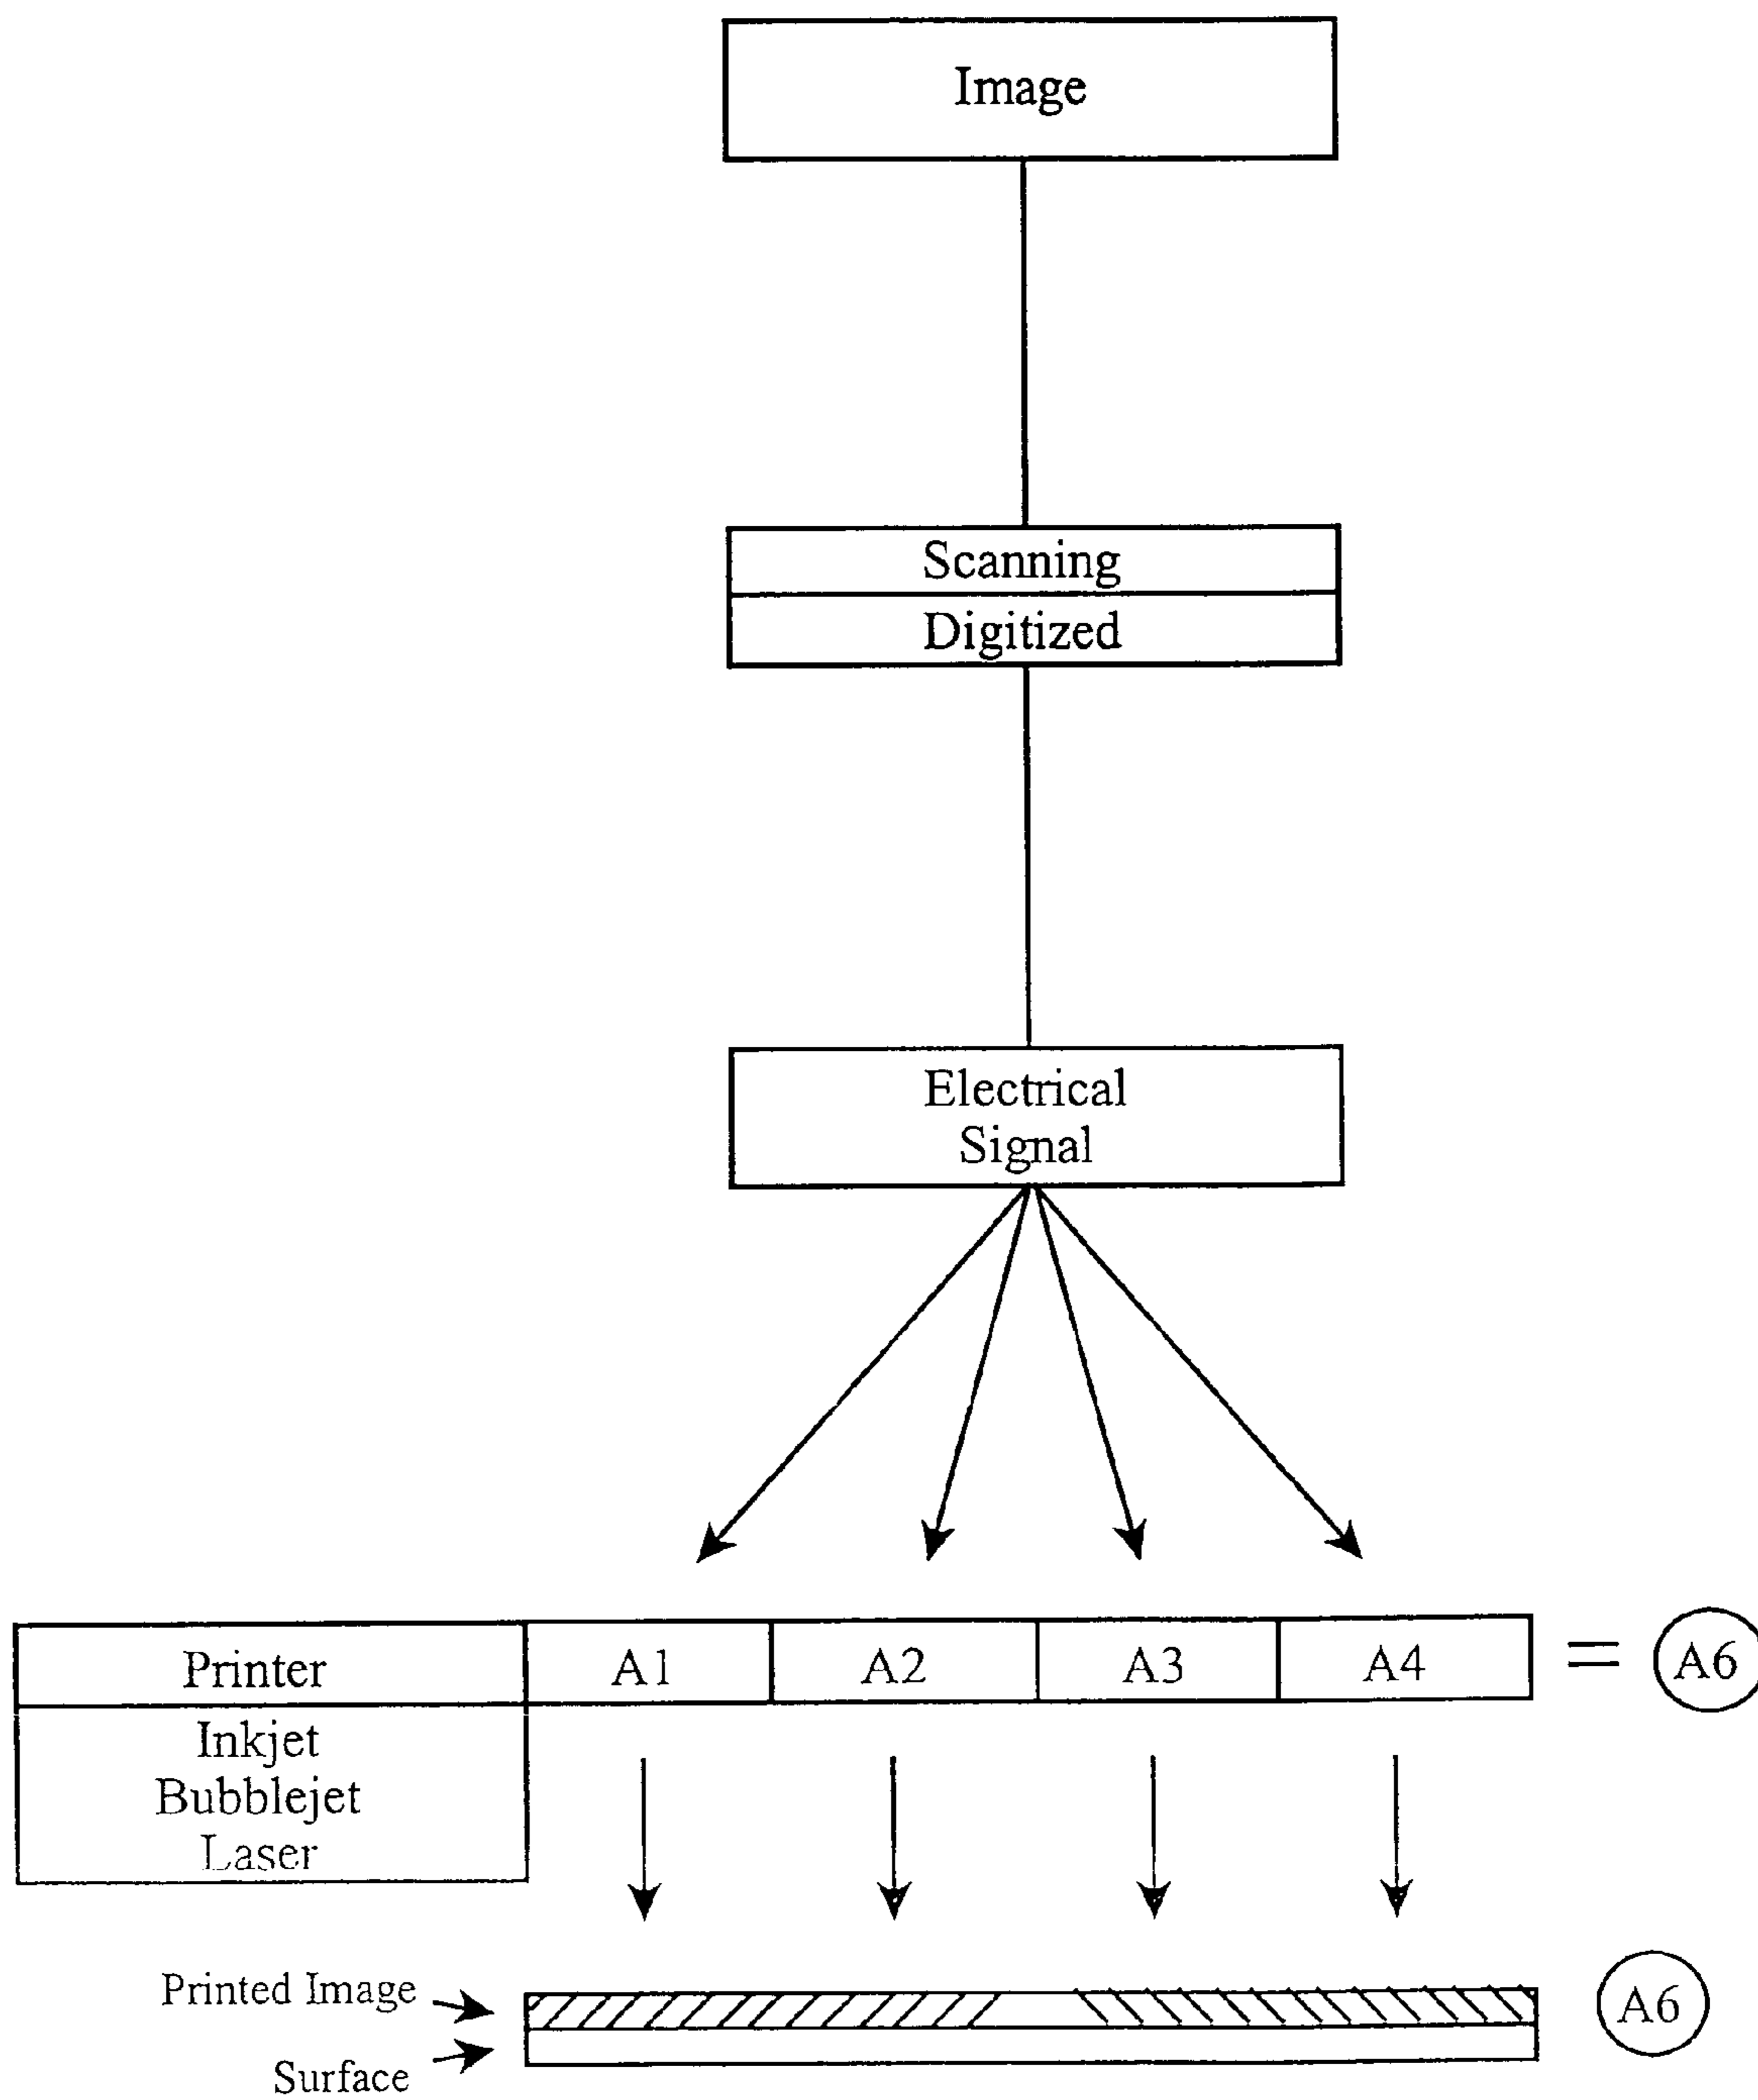 Image
Scanning
Digitized
Electrical
Signal
Printer A1 A2 A3 A4 = A6
Inkjet
Bubblejet
Laser
Printed Image A6
Surface